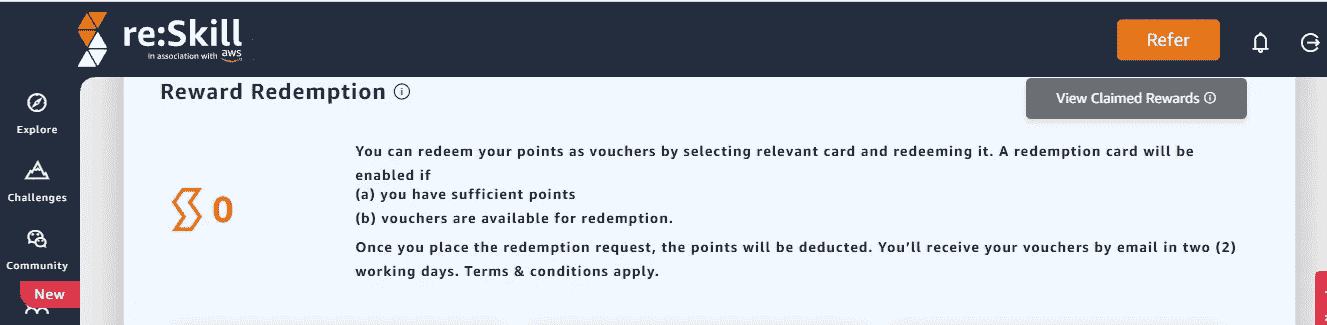 re:Skill
in association with aws
Refer
Reward Redemption
View Claimed Rewards
Explore
Challenges
Community
New
0
You can redeem your points as vouchers by selecting relevant card and redeeming it. A redemption card will be
enabled if
(a) you have sufficient points
(b) vouchers are available for redemption.
Once you place the redemption request, the points will be deducted. You’ll receive your vouchers by email in two (2)
working days. Terms & conditions apply.